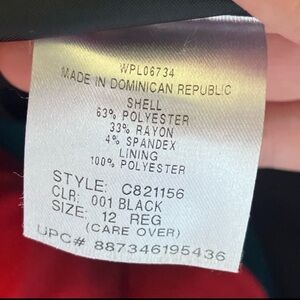 WPL06734
MADE IN DOMINICAN REPUBLIC
SHELL
63% POLYESTER
33% RAYON
4% SPANDEX
LINING
100% POLYESTER
STYLE: C821156
CLR: 001 BLACK
SIZE: 12 REG
(CARE OVER)
UPC# 887346195436